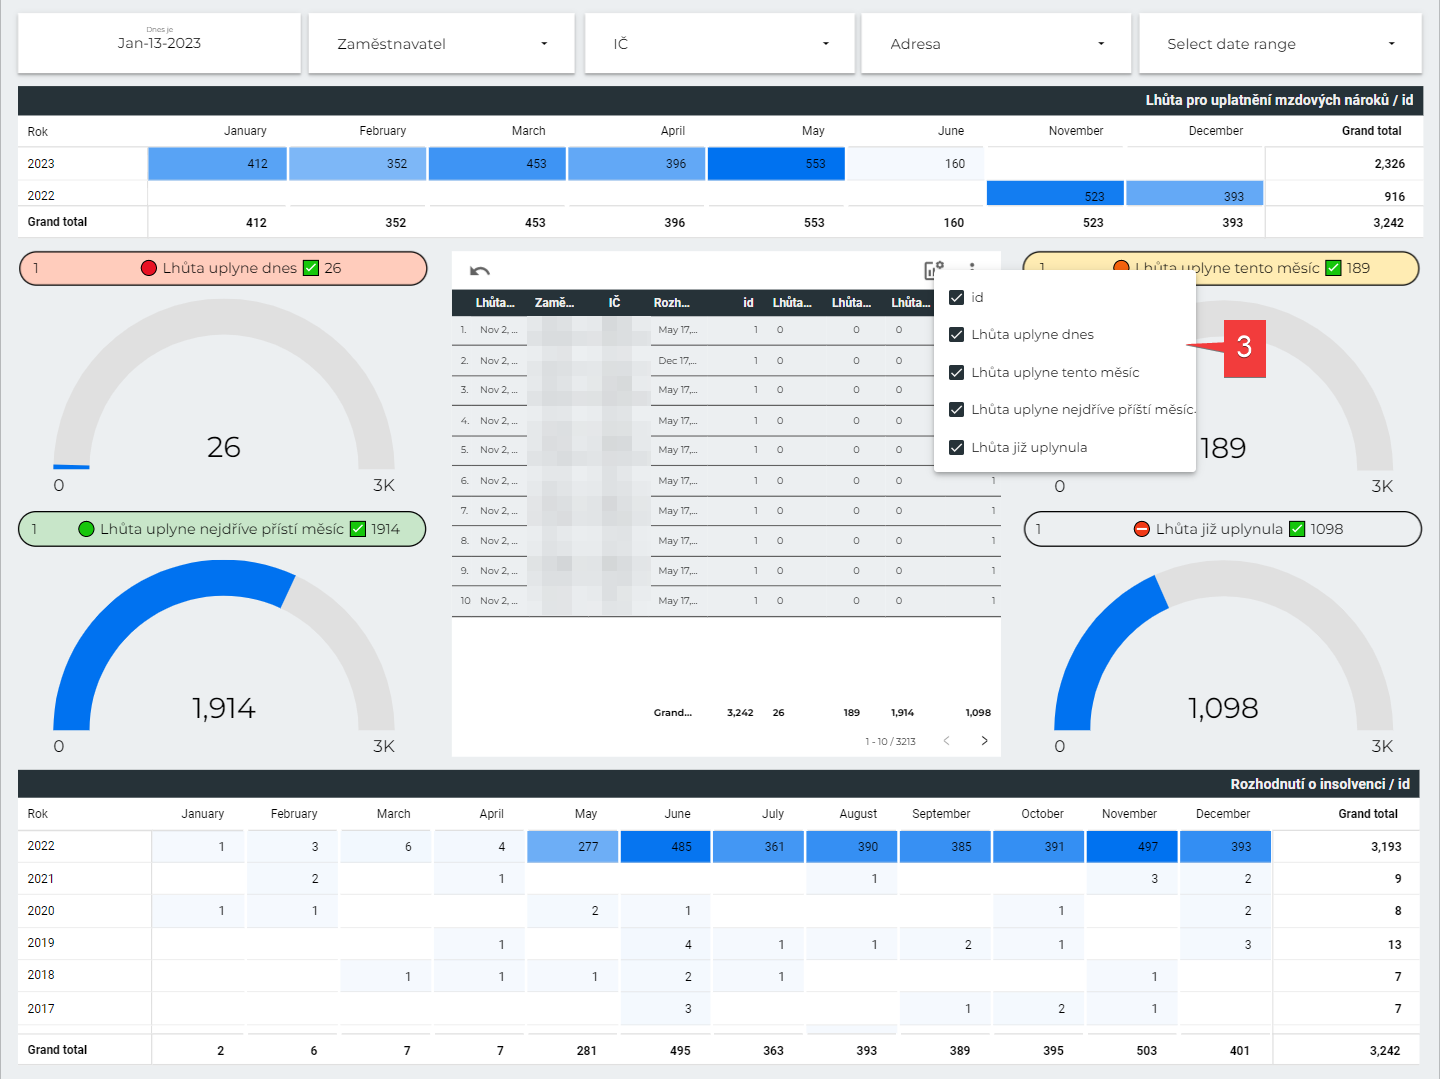 Dnes je
Jan-13-2023
Zaměstnavatel
IČ
Adresa
Select date range
Lhůta pro uplatnění mzdových nároků / id
Rok January February March April May June November December Grand total
2023 412 352 453 396 553 160 2,326
2022 523 393 916
Grand total 412 352 453 396 553 160 523 393 3,242
1 Lhůta uplyne dnes 26
26
0 3K
1 Lhůta uplyne nejdříve přístí měsíc 1914
1,914
0 3K
Lhůta... Zamě... IČ Rozh... id Lhůta... Lhůta... Lhůta...
1. Nov 2, ... May 17,... 1 0 0 0
2. Nov 2, ... Dec 17,... 1 0 0 0
3. Nov 2, ... May 17,... 1 0 0 0
4. Nov 2, ... May 17,... 1 0 0 0
5. Nov 2, ... May 17,... 1 0 0 0
6. Nov 2, ... May 17,... 1 0 0 0 1
7. Nov 2, ... May 17,... 1 0 0 0 1
8. Nov 2, ... May 17,... 1 0 0 0 1
9. Nov 2, ... May 17,... 1 0 0 0 1
10 Nov 2, ... May 17,... 1 0 0 0 1
Grand... 3,242 26 189 1,914 1,098
1 - 10 / 3213
id
Lhůta uplyne dnes
Lhůta uplyne tento měsíc
Lhůta uplyne nejdříve příští měsíc
Lhůta již uplynula
3
1 Lhůta uplyne tento měsíc 189
189
0 3K
1 Lhůta již uplynula 1098
1,098
0 3K
Rozhodnutí o insolvenci / id
Rok January February March April May June July August September October November December Grand total
2022 1 3 6 4 277 485 361 390 385 391 497 393 3,193
2021 2 1 1 3 2 9
2020 1 1 2 1 1 2 8
2019 1 4 1 1 2 1 3 13
2018 1 1 1 2 1 1 7
2017 3 1 2 1 7
Grand total 2 6 7 7 281 495 363 393 389 395 503 401 3,242